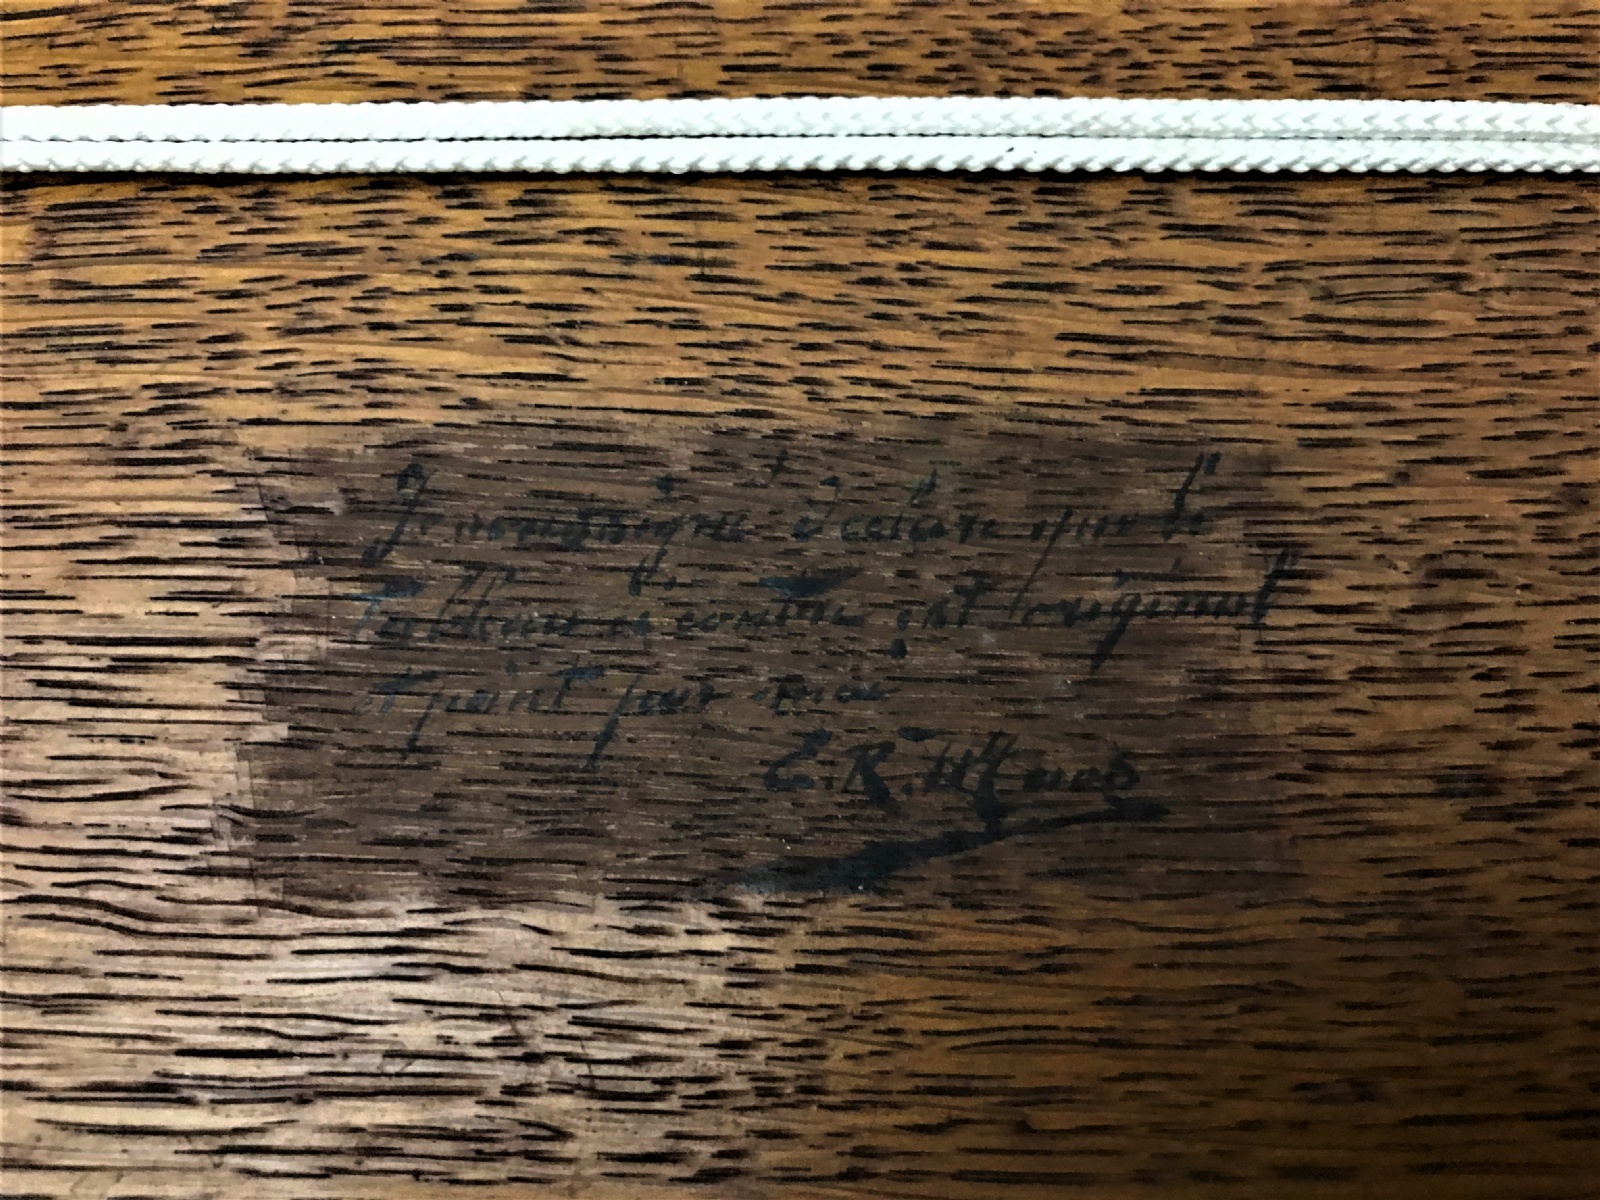 Je soussigné déclare que le
Tableau ci contre est l'original
et peint par moi
E. R.